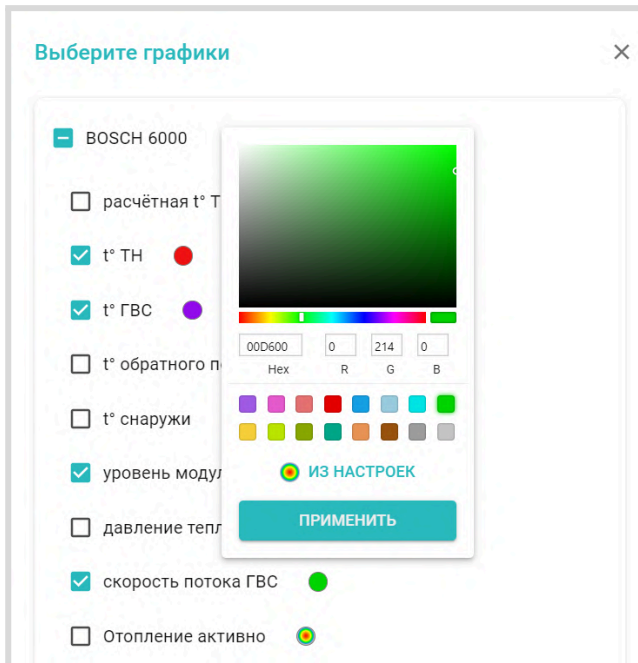 Выберите графики
BOSCH 6000
расчётная t° Т
t° ТН
t° ГВС
t° обратного п
t° снаружи
уровень модул
давление тепл
скорость потока ГВС
Отопление активно
00D600 0 214 0
Hex R G B
ИЗ НАСТРОЕК
ПРИМЕНИТЬ